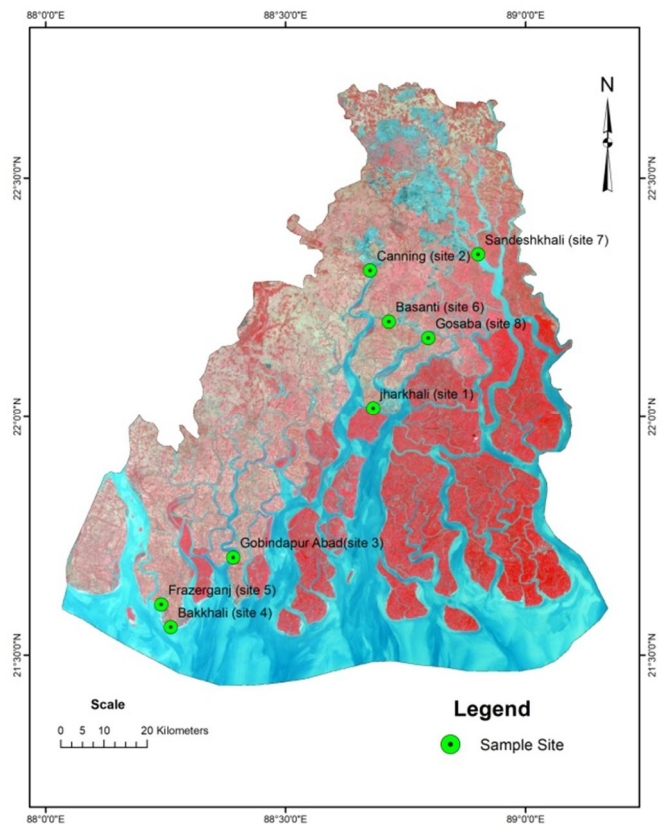 88°0'0"E 88°30'0"E 89°0'0"E
N
22°30'0"N 22°30'0"N
Sandeshkhali (site 7)
Canning (site 2)
Basanti (site 6)
Gosaba (site 8)
jharkhali (site 1)
22°0'0"N 22°0'0"N
Gobindapur Abad(site 3)
Frazerganj (site 5)
Bakkhali (site 4)
21°30'0"N 21°30'0"N
Scale
0 5 10 20 Kilometers
Legend
Sample Site
88°0'0"E 88°30'0"E 89°0'0"E